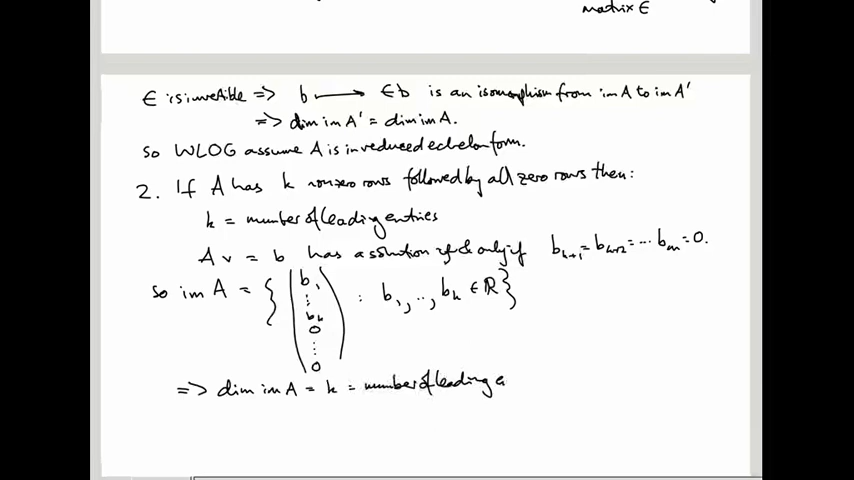 matrix E
E is invertible => b ⟼ Eb is an isomorphism from im A to im A'
=> dim im A' = dim im A.
So WLOG assume A is in reduced echelon form.
2. If A has k nonzero rows followed by all zero rows then:
k = number of leading entries
A v = b has a solution if & only if b_{k+1} = b_{k+2} = ... b_m = 0.
so im A = { ( b_1 ⋮ b_k 0 ⋮ 0 ) : b_1, .., b_k ∈ ℝ }
=> dim im A = k = number of leading e